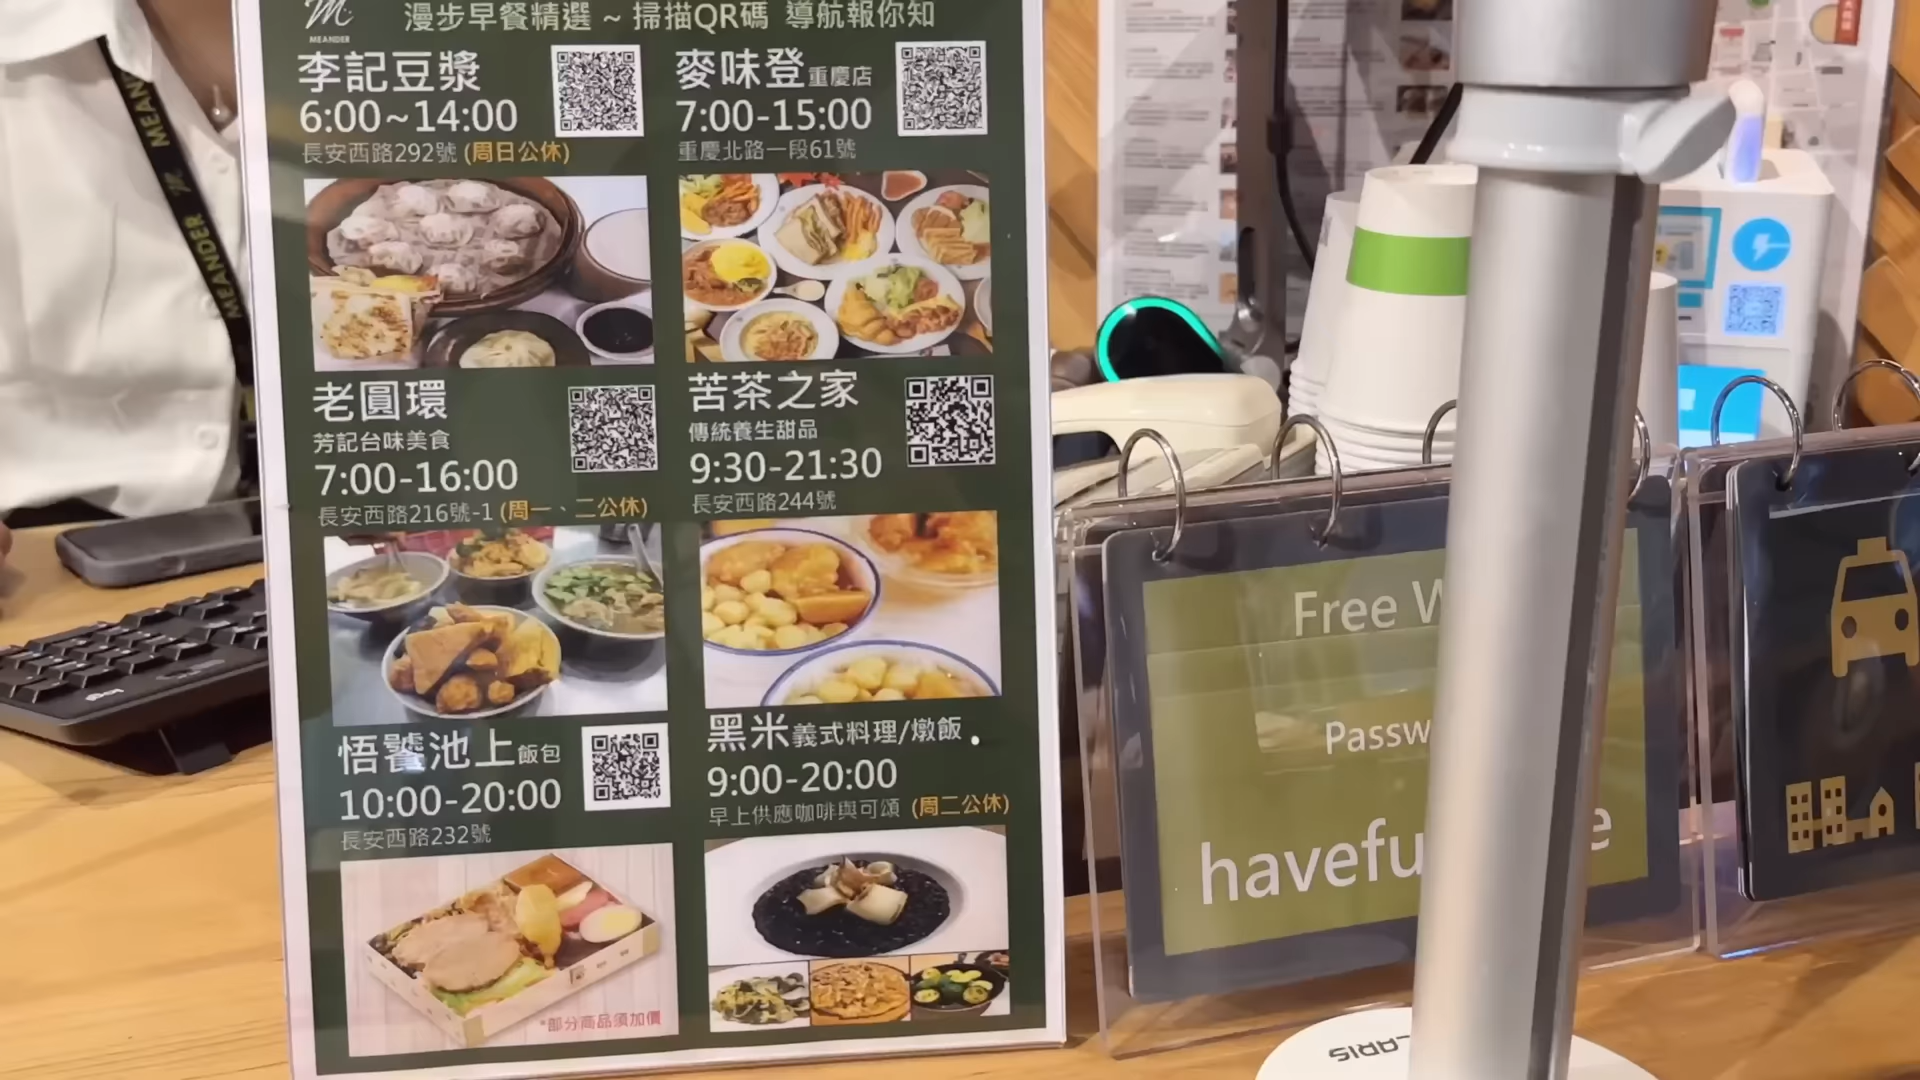 MEANDER
漫步早餐精選 ~ 掃描QR碼 導航報你知
李記豆漿
6:00~14:00
長安西路292號 (周日公休)
麥味登重慶店
7:00-15:00
重慶北路一段61號
老圓環
芳記台味美食
7:00-16:00
長安西路216號-1 (周一、二公休)
苦茶之家
傳統養生甜品
9:30-21:30
長安西路244號
悟饕池上飯包
10:00-20:00
長安西路232號
*部分商品須加價
黑米義式料理/燉飯
9:00-20:00
早上供應咖啡與可頌 (周二公休)
MEANDER
Free
havefu